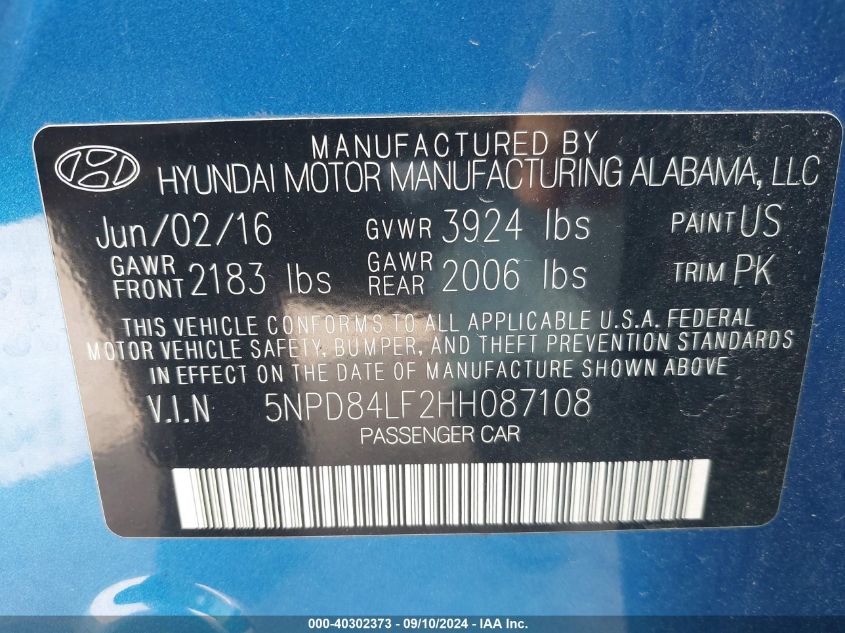 MANUFACTURED BY
HYUNDAI MOTOR MANUFACTURING ALABAMA, LLC
Jun/02/16 GVWR 3924 lbs PAINT US
GAWR FRONT 2183 lbs GAWR REAR 2006 lbs TRIM PK
THIS VEHICLE CONFORMS TO ALL APPLICABLE U.S.A. FEDERAL
MOTOR VEHICLE SAFETY, BUMPER, AND THEFT PREVENTION STANDARDS
IN EFFECT ON THE DATE OF MANUFACTURE SHOWN ABOVE
V.I.N 5NPD84LF2HH087108
PASSENGER CAR
000-40302373 - 09/10/2024 - IAA Inc.